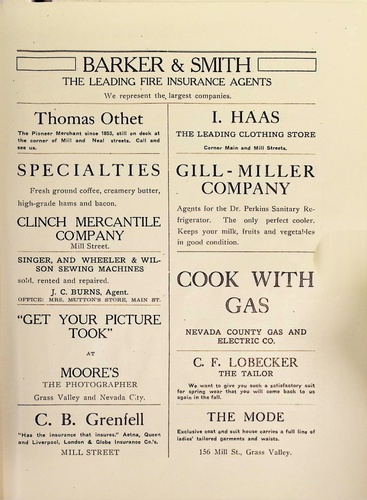 BARKER & SMITH
THE LEADING FIRE INSURANCE AGENTS
We represent the largest companies.
Thomas Othet
The Pioneer Merchant since 1853, still on deck at
the corner of Mill and Neal streets. Call and
see us.
SPECIALTIES
Fresh ground coffee, creamery butter,
high-grade hams and bacon.
CLINCH MERCANTILE
COMPANY
Mill Street.
SINGER, AND WHEELER & WIL-
SON SEWING MACHINES
sold, rented and repaired.
J. C. BURNS, Agent.
OFFICE: MRS. MUTTON'S STORE, MAIN ST.
"GET YOUR PICTURE
TOOK"
AT
MOORE'S
THE PHOTOGRAPHER
Grass Valley and Nevada City.
C. B. Grenfell
"Has the insurance that insures." Aetna, Queen
and Liverpool, London & Globe Insurance Co.'s.
MILL STREET
I. HAAS
THE LEADING CLOTHING STORE
Corner Main and Mill Streets.
GILL-MILLER
COMPANY
Agents for the Dr. Perkins Sanitary Re-
frigerator. The only perfect cooler.
Keeps your milk, fruits and vegetables
in good condition.
COOK WITH
GAS
NEVADA COUNTY GAS AND
ELECTRIC CO.
C. F. LOBECKER
THE TAILOR
We want to give you such a satisfactory suit
for spring wear that you will come back to us
again in the fall.
THE MODE
Exclusive coat and suit house carries a full line of
ladies' tailored garments and waists.
156 Mill St., Grass Valley.